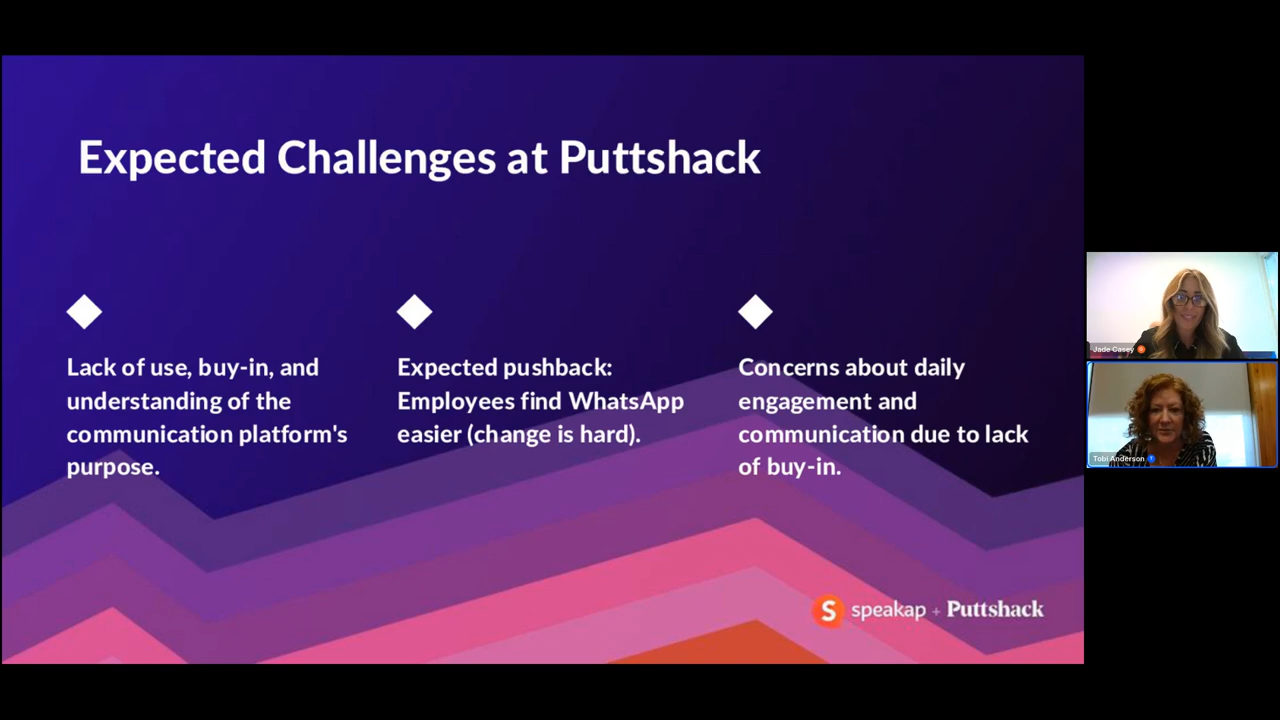 Expected Challenges at Puttshack
Lack of use, buy-in, and
understanding of the
communication platform's
purpose.
Expected pushback:
Employees find WhatsApp
easier (change is hard).
Concerns about daily
engagement and
communication due to lack
of buy-in.
S speakap + Puttshack
Jade Casey
Tobi Anderson